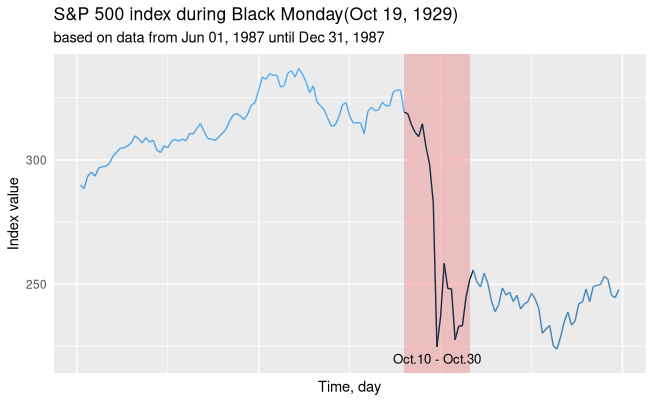 S&P 500 index during Black Monday(Oct 19, 1929)
based on data from Jun 01, 1987 until Dec 31, 1987
Index value
300
250
Oct.10 - Oct.30
Time, day